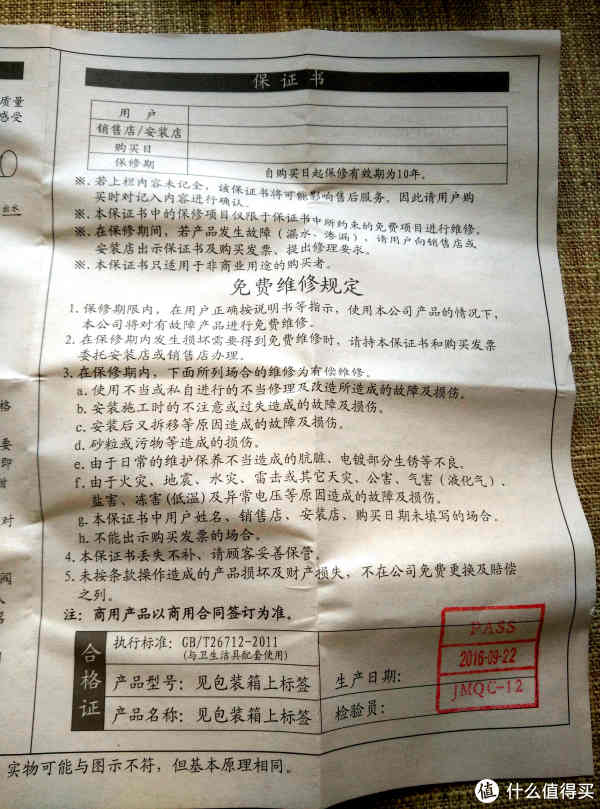 质量
感受
出水
格
要
即
对
阀
保证书
用 户
销售店/安装店
购买日
保修期
自购买日起保修有效期为10年。
※.若上栏内容未记全，该保证书将可能影响售后服务，因此请用户购
买时对记入内容进行确认。
※.本保证书中的保修项目仅限于保证书中所约束的免费项目进行维修。
※.在保修期间，若产品发生故障（漏水、渗漏），请用户向销售店或
安装店出示保证书及购买发票，提出修理要求。
※.本保证书只适用于非商业用途的购买者。
免费维修规定
1.保修期限内，在用户正确按说明书等指示，使用本公司产品的情况下，
本公司将对有故障产品进行免费维修。
2.在保修期内发生损坏需要得到免费维修时，请持本保证书和购买发票
委托安装店或销售店办理.
3.在保修期内，下面所列场合的维修为有偿维修。
a.使用不当或私自进行的不当修理及改造所造成的故障及损伤。
b.安装施工时的不注意或过失造成的故障及损伤。
c.安装后又拆移等原因造成的故障及损伤。
d.砂粒或污物等造成的损伤。
e.由于日常的维护保养不当造成的肮脏、电镀部分生锈等不良.
f.由于火灾、地震、水灾、雷击或其它天灾、公害、气害（液化气）、
盐害、冻害(低温)及异常电压等原因造成的故障及损伤。
g.本保证书中用户姓名、销售店、安装店、购买日期未填写的场合。
h.不能出示购买发票的场合。
4.本保证书丢失不补、请顾客妥善保管。
5.未按条款操作造成的产品损坏及财产损失，不在公司免费更换及赔偿
之列.
注：商用产品以商用合同签订为准。
合格证
执行标准：GB/T26712-2011
(与卫生洁具配套使用)
产品型号：见包装箱上标签
产品名称：见包装箱上标签
生产日期：
检验员：
PASS
2016-09-22
JMQC-12
实物可能与图示不符，但基本原理相同。
值 什么值得买